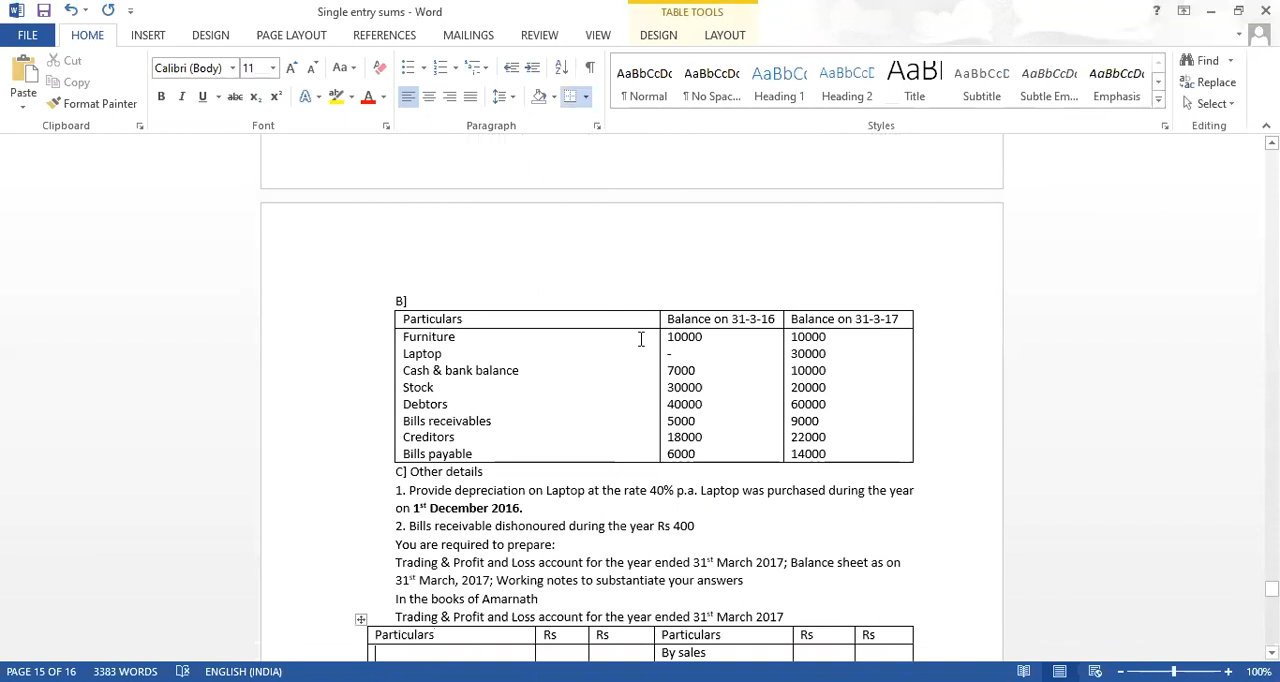 Single entry sums - Word
TABLE TOOLS
FILE HOME INSERT DESIGN PAGE LAYOUT REFERENCES MAILINGS REVIEW VIEW DESIGN LAYOUT
Paste Cut Copy Format Painter Clipboard
Calibri (Body) 11 Font
Paragraph
AaBbCcDc AaBbCcDc AaBbCc AaBbCcD AaBl AaBbCcD AaBbCcDc AaBbCcDc
¶ Normal ¶ No Spac... Heading 1 Heading 2 Title Subtitle Subtle Em... Emphasis
Styles
Find Replace Select Editing
B]
Particulars Balance on 31-3-16 Balance on 31-3-17
Furniture 10000 10000
Laptop - 30000
Cash & bank balance 7000 10000
Stock 30000 20000
Debtors 40000 60000
Bills receivables 5000 9000
Creditors 18000 22000
Bills payable 6000 14000
C] Other details
1. Provide depreciation on Laptop at the rate 40% p.a. Laptop was purchased during the year
on 1st December 2016.
2. Bills receivable dishonoured during the year Rs 400
You are required to prepare:
Trading & Profit and Loss account for the year ended 31st March 2017; Balance sheet as on
31st March, 2017; Working notes to substantiate your answers
In the books of Amarnath
Trading & Profit and Loss account for the year ended 31st March 2017
Particulars Rs Rs Particulars Rs Rs
By sales
PAGE 15 OF 16 3383 WORDS ENGLISH (INDIA) 100%